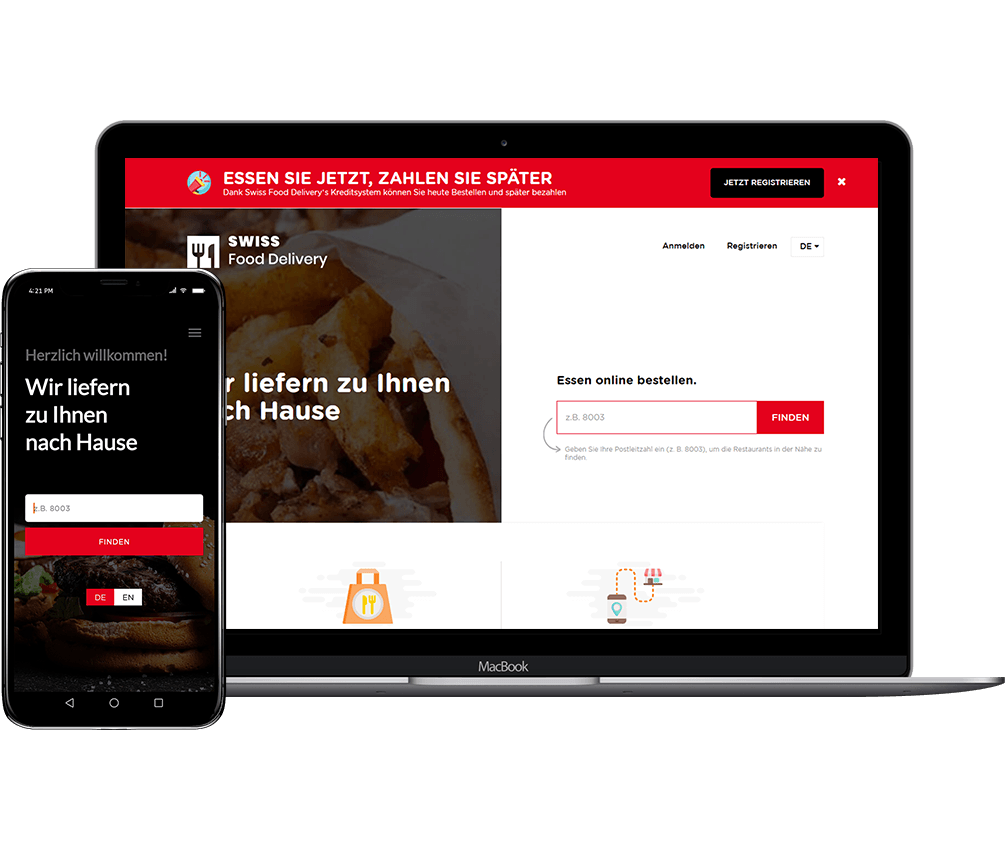 ESSEN SIE JETZT, ZAHLEN SIE SPÄTER
Dank Swiss Food Delivery's Kreditsystem können Sie heute Bestellen und später bezahlen
JETZT REGISTRIEREN
SWISS
Food Delivery
Anmelden
Registrieren
DE
r liefern zu Ihnen
ch Hause
Essen online bestellen.
z.B. 8003
FINDEN
Geben Sie Ihre Postleitzahl ein (z. B. 8003), um die Restaurants in der Nähe zu
finden.
MacBook
4:21 PM
Herzlich willkommen!
Wir liefern
zu Ihnen
nach Hause
z.B. 8003
FINDEN
DE
EN